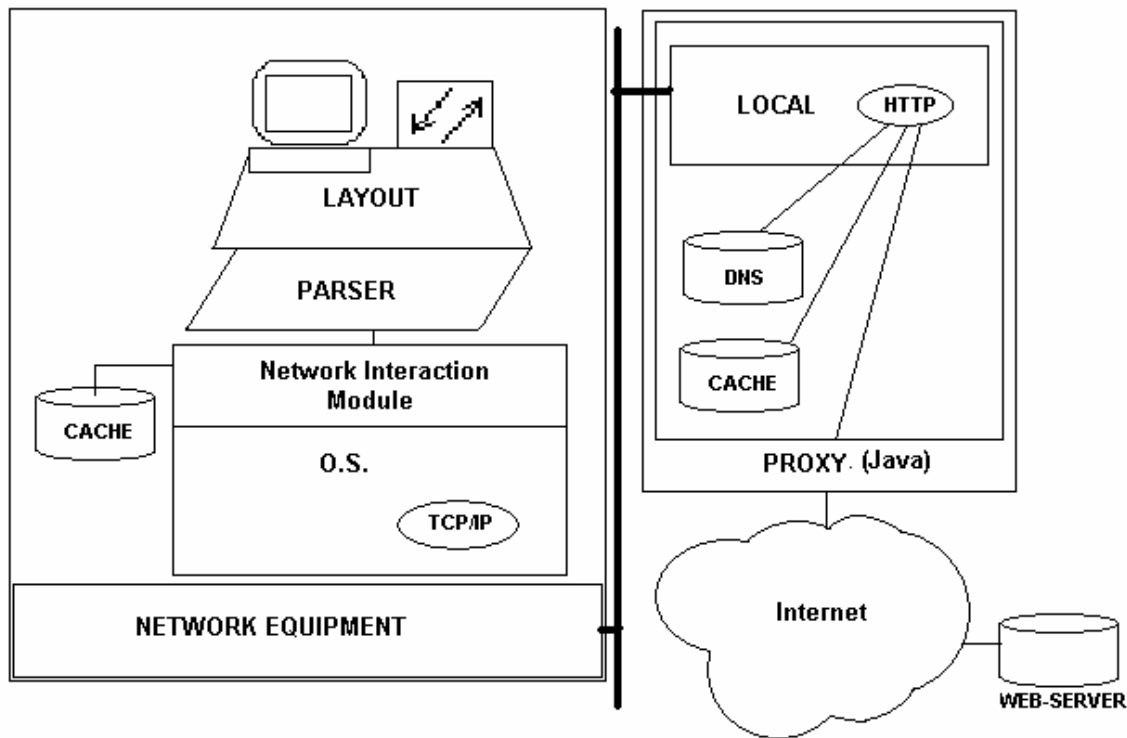 LAYOUT
PARSER
Network Interaction
Module
CACHE
O.S.
TCP/IP
NETWORK EQUIPMENT
LOCAL
HTTP
DNS
CACHE
PROXY. (Java)
Internet
WEB-SERVER